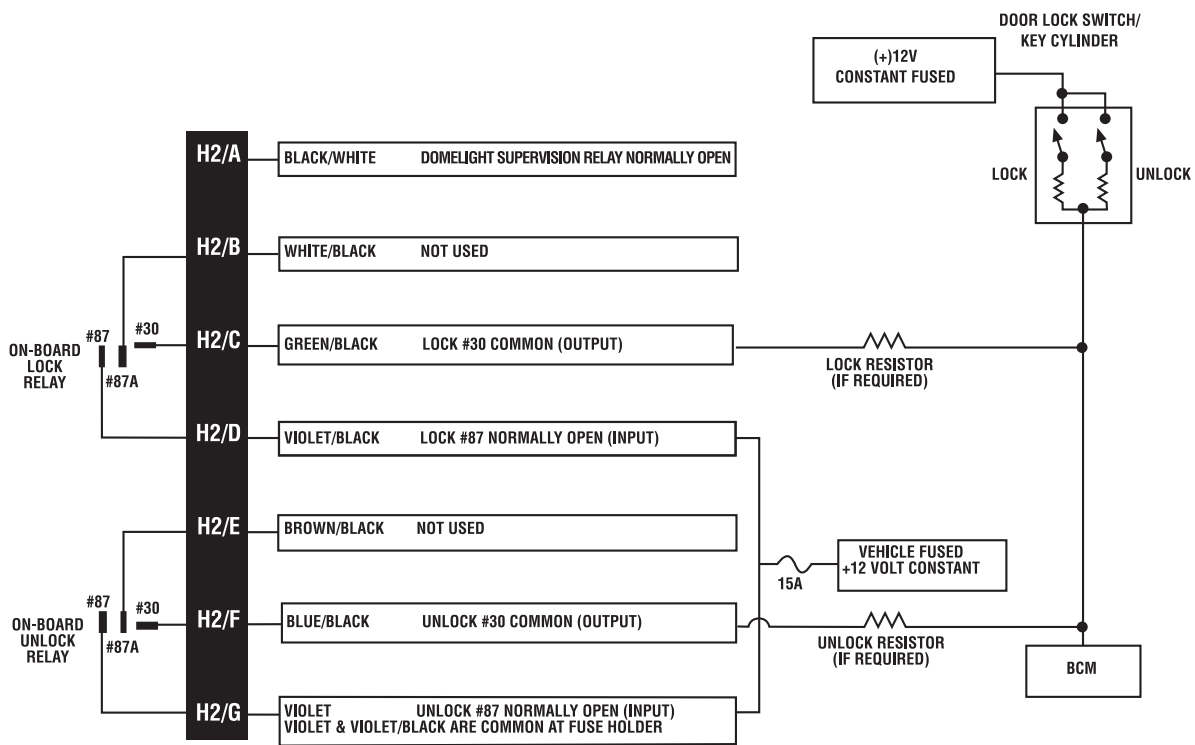 DOOR LOCK SWITCH/
KEY CYLINDER
(+)12V
CONSTANT FUSED
LOCK
UNLOCK
H2/A
BLACK/WHITE DOMELIGHT SUPERVISION RELAY NORMALLY OPEN
H2/B
WHITE/BLACK NOT USED
#87
#30
#87A
ON-BOARD
LOCK
RELAY
H2/C
GREEN/BLACK LOCK #30 COMMON (OUTPUT)
LOCK RESISTOR
(IF REQUIRED)
H2/D
VIOLET/BLACK LOCK #87 NORMALLY OPEN (INPUT)
H2/E
BROWN/BLACK NOT USED
15A
VEHICLE FUSED
+12 VOLT CONSTANT
#87
#30
#87A
ON-BOARD
UNLOCK
RELAY
H2/F
BLUE/BLACK UNLOCK #30 COMMON (OUTPUT)
UNLOCK RESISTOR
(IF REQUIRED)
BCM
H2/G
VIOLET UNLOCK #87 NORMALLY OPEN (INPUT)
VIOLET & VIOLET/BLACK ARE COMMON AT FUSE HOLDER